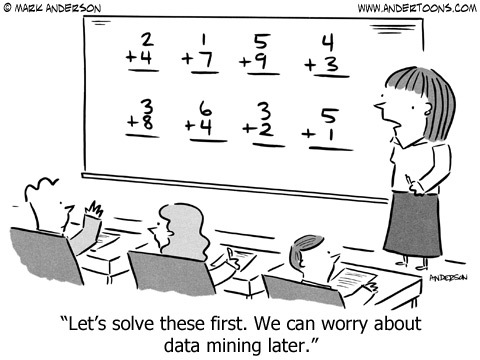 © MARK ANDERSON WWW.ANDERTOONS.COM
2 1 5 4
+4 +7 +9 +3
3 6 3 5
+8 +4 +2 +1
ANDERSON
“Let’s solve these first. We can worry about
data mining later.”